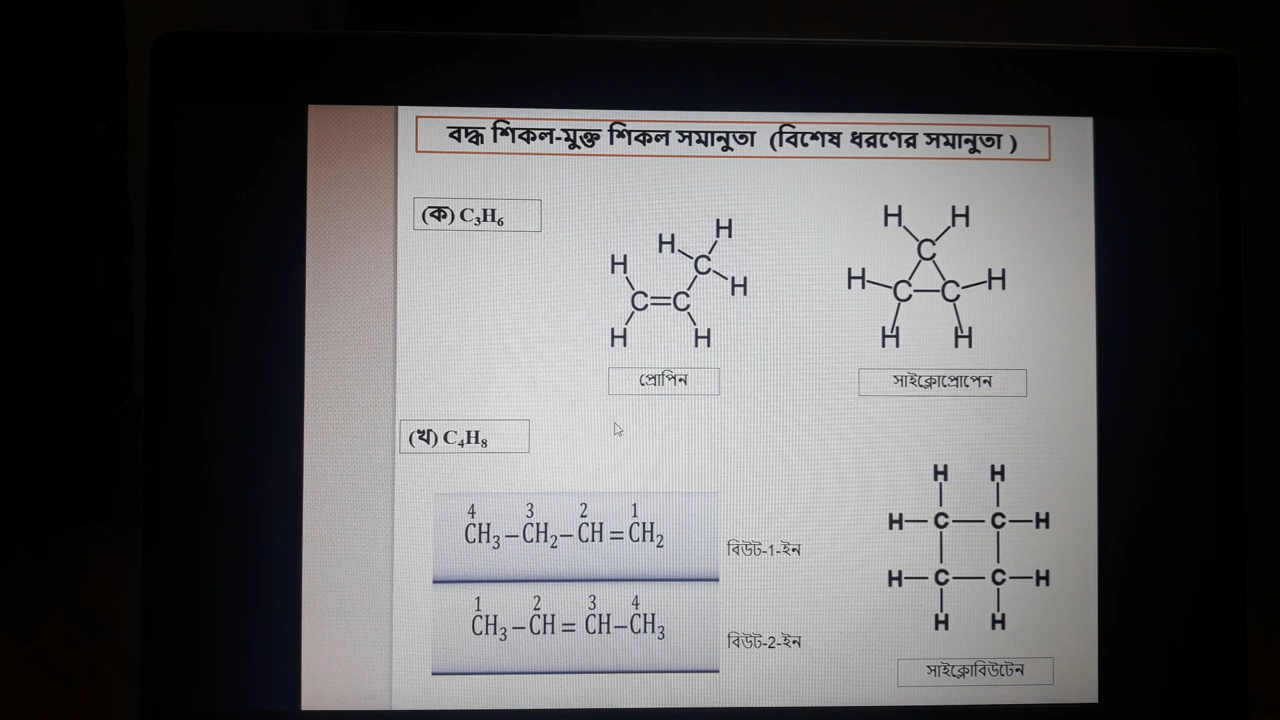 বদ্ধ শিকল-মুক্ত শিকল সমানুতা (বিশেষ ধরণের সমানুতা )
(ক) C₃H₆
H H
H
H
C
H
C=C
H H
H H
C
H C C H
H H
প্রোপিন
সাইক্লোপ্রোপেন
(খ) C₄H₈
4 3 2 1
CH₃–CH₂–CH=CH₂
বিউট-1-ইন
1 2 3 4
CH₃–CH=CH–CH₃
বিউট-2-ইন
H H
H–C–C–H
H–C–C–H
H H
সাইক্লোবিউটেন